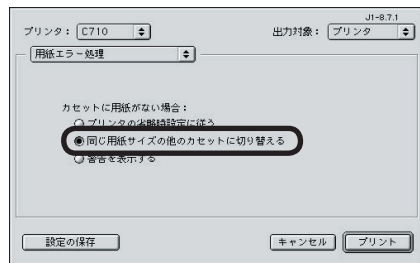 J1-8.7.1
プリンタ： C710 出力対象： プリンタ
用紙エラー処理
カセットに用紙がない場合：
プリンタの省略時設定に従う
同じ用紙サイズの他のカセットに切り替える
警告を表示する
設定の保存 キャンセル プリント